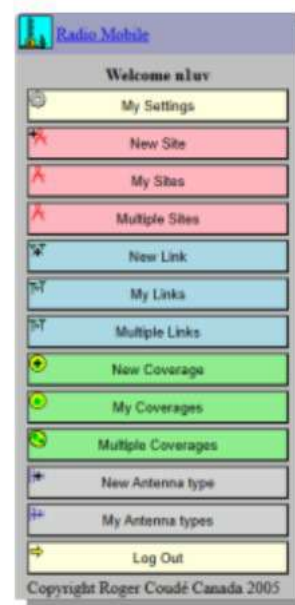 Radio Mobile
Welcome n1uv
My Settings
New Site
My Sites
Multiple Sites
New Link
My Links
Multiple Links
New Coverage
My Coverages
Multiple Coverages
New Antenna type
My Antenna types
Log Out
Copyright Roger Coudé Canada 2005